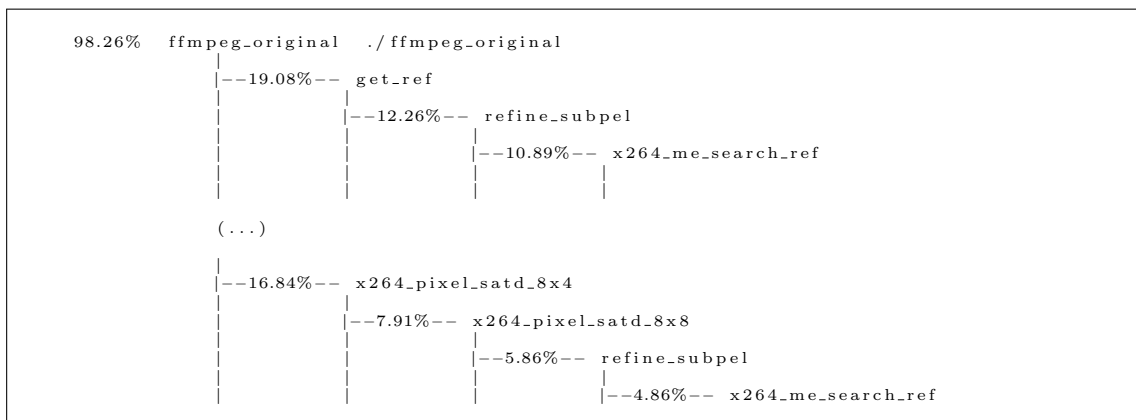 98.26% ffmpeg_original ./ffmpeg_original
|
|--19.08%-- get_ref
| |
| |--12.26%-- refine_subpel
| | |
| | |--10.89%-- x264_me_search_ref
| | | |
| | | |
(...)
|
|--16.84%-- x264_pixel_satd_8x4
| |
| |--7.91%-- x264_pixel_satd_8x8
| | |
| | |--5.86%-- refine_subpel
| | | |
| | | |--4.86%-- x264_me_search_ref